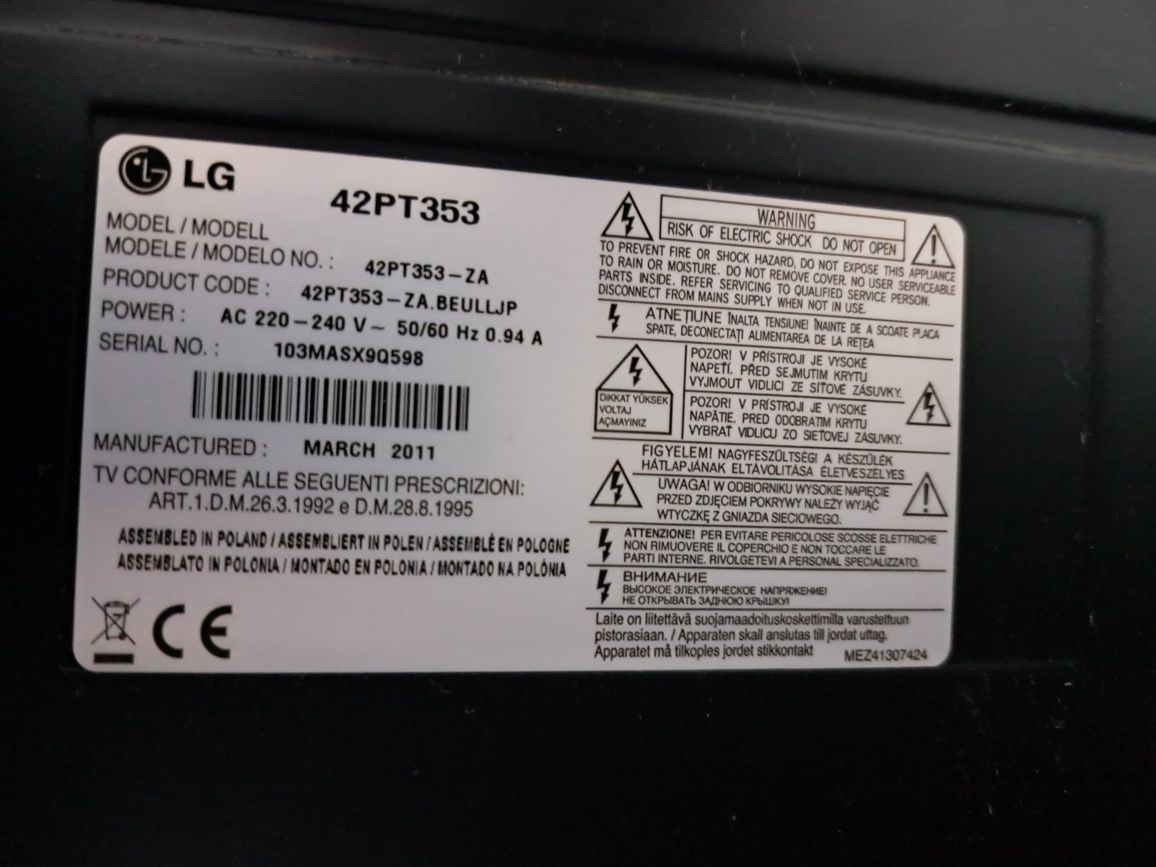 LG
42PT353
MODEL / MODELL
MODELE / MODELO NO. : 42PT353-ZA
PRODUCT CODE : 42PT353-ZA.BEULLJP
POWER : AC 220-240 V~ 50/60 Hz 0.94 A
SERIAL NO. : 103MASX9Q598
MANUFACTURED : MARCH 2011
TV CONFORME ALLE SEGUENTI PRESCRIZIONI:
ART.1.D.M.26.3.1992 e D.M.28.8.1995
ASSEMBLED IN POLAND / ASSEMBLIERT IN POLEN / ASSEMBLÉ EN POLOGNE
ASSEMBLATO IN POLONIA / MONTADO EN POLONIA / MONTADO NA POLÓNIA
CE
WARNING
RISK OF ELECTRIC SHOCK DO NOT OPEN
TO PREVENT FIRE OR SHOCK HAZARD, DO NOT EXPOSE THIS APPLIANCE
TO RAIN OR MOISTURE. DO NOT REMOVE COVER. NO USER SERVICEABLE
PARTS INSIDE. REFER SERVICING TO QUALIFIED SERVICE PERSON.
DISCONNECT FROM MAINS SUPPLY WHEN NOT IN USE.
ATNEȚIUNE ÎNALTA TENSIUNE! ÎNAINTE DE A SCOATE PLACA
SPATE, DECONECTAȚI ALIMENTAREA DE LA REȚEA
DIKKAT YÜKSEK
VOLTAJ
AÇMAYINIZ
POZOR! V PŘÍSTROJI JE VYSOKÉ
NAPETÍ. PŘED SEJMUTIM KRYTU
VYJMOUT VIDLICI ZE SÍTOVÉ ZÁSUVKY.
POZOR! V PRÍSTROJI JE VYSOKÉ
NAPÄTIE. PRED ODOBRATIM KRYTU
VYBRAŤ VIDLICU ZO SIEŤOVEJ ZÁSUVKY.
FIGYELEM! NAGYFESZÜLTSÉG! A KÉSZÜLÉK
HÁTLAPJÁNAK ELTÁVOLITÁSA ÉLETVESZÉLYES
UWAGA! W ODBIORNIKU WYSOKIE NAPIĘCIE
PRZED ZDJĘCIEM POKRYWY NALEŻY WYJĄĆ
WTYCZKĘ Z GNIAZDA SIECIOWEGO.
ATTENZIONE! PER EVITARE PERICOLOSE SCOSSE ELETTRICHE
NON RIMUOVERE IL COPERCHIO E NON TOCCARE LE
PARTI INTERNE. RIVOLGETEVI A PERSONAL SPECIALIZZATO.
ВНИМАНИЕ
ВЫСОКОЕ ЭЛЕКТРИЧЕСКОЕ НАПРЯЖЕНИЕ!
НЕ ОТКРЫВАТЬ ЗАДНЮЮ КРЫШКУ!
Laite on liitettävä suojamaadoituskoskettimilla varustettuun
pistorasiaan. / Apparaten skall anslutas till jordat uttag.
Apparatet må tilkoples jordet stikkontakt
MEZ41307424